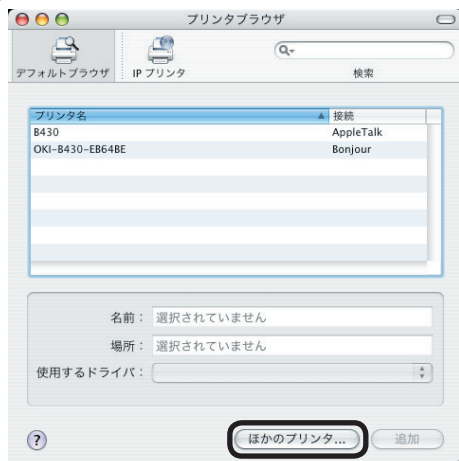 プリンタブラウザ
デフォルトブラウザ IP プリンタ 検索
プリンタ名 接続
B430 AppleTalk
OKI-B430-EB64BE Bonjour
名前： 選択されていません
場所： 選択されていません
使用するドライバ：
? ほかのプリンタ... 追加